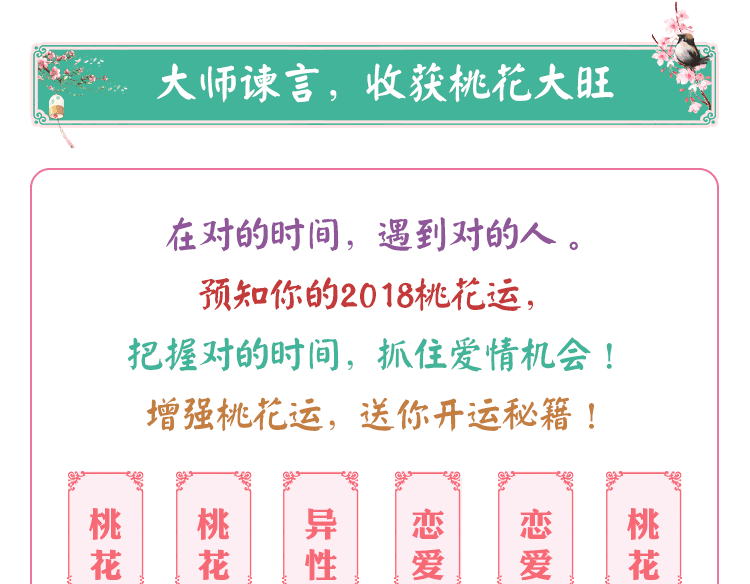 大师谏言，收获桃花大旺
在对的时间，遇到对的人。
预知你的2018桃花运，
把握对的时间，抓住爱情机会！
增强桃花运，送你开运秘籍！
桃花
桃花
异性
恋爱
恋爱
桃花